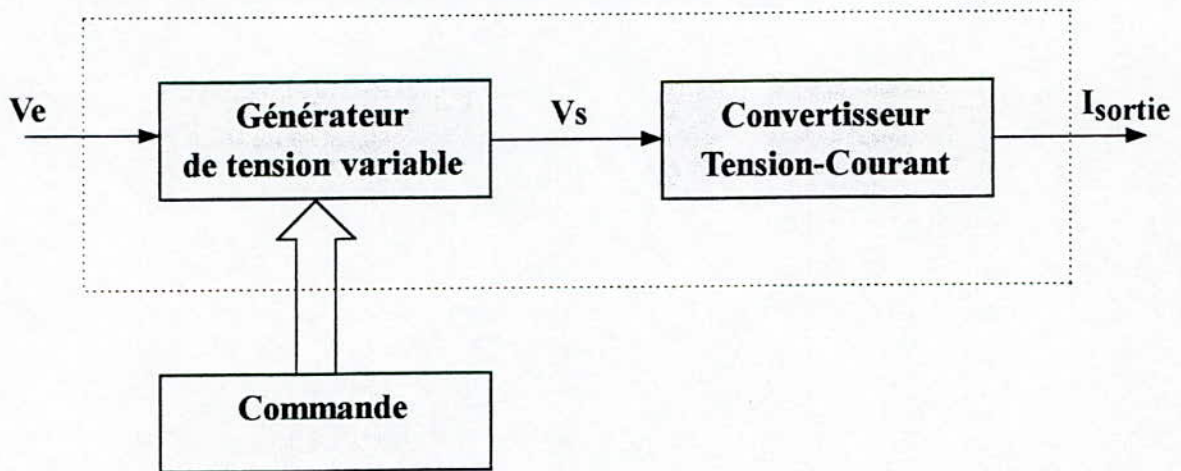 Ve
Générateur
de tension variable
Vs
Convertisseur
Tension-Courant
Isortie
Commande